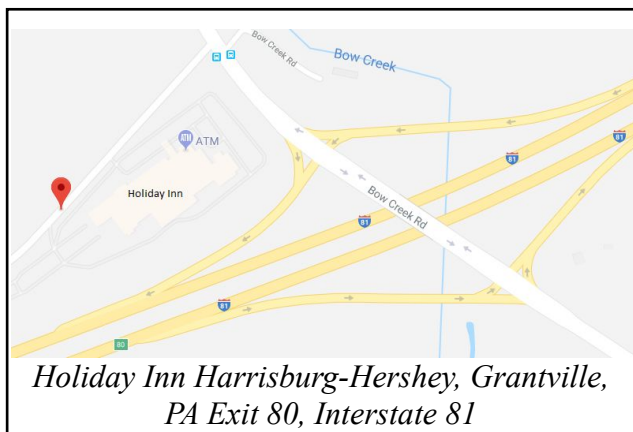 Bow Creek Rd
Bow Creek
ATM
ATM
81
81
Holiday Inn
Bow Creek Rd
81
81
80
Holiday Inn Harrisburg-Hershey, Grantville,
PA Exit 80, Interstate 81